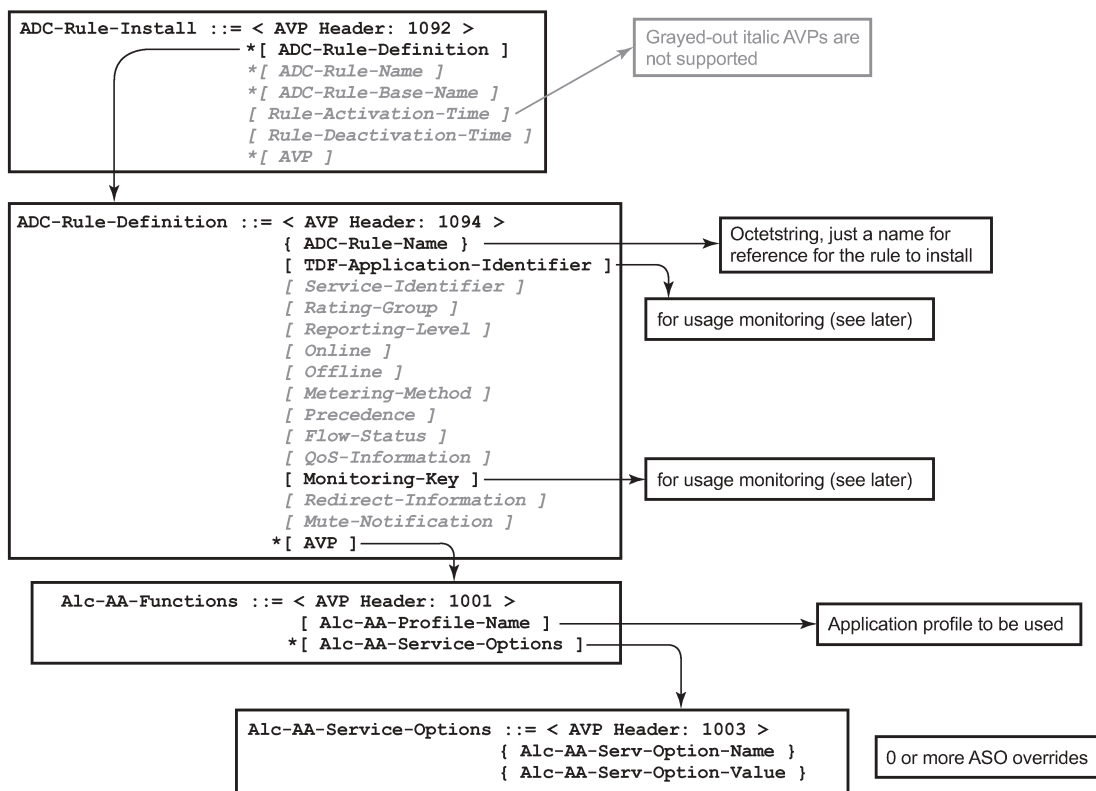 ADC-Rule-Install ::= < AVP Header: 1092 >
*[ ADC-Rule-Definition ]
*[ ADC-Rule-Name ]
*[ ADC-Rule-Base-Name ]
[ Rule-Activation-Time ]
[ Rule-Deactivation-Time ]
*[ AVP ]
Grayed-out italic AVPs are
not supported
ADC-Rule-Definition ::= < AVP Header: 1094 >
{ ADC-Rule-Name }
[ TDF-Application-Identifier ]
[ Service-Identifier ]
[ Rating-Group ]
[ Reporting-Level ]
[ Online ]
[ Offline ]
[ Metering-Method ]
[ Precedence ]
[ Flow-Status ]
[ QoS-Information ]
[ Monitoring-Key ]
[ Redirect-Information ]
[ Mute-Notification ]
*[ AVP ]
Octetstring, just a name for
reference for the rule to install
for usage monitoring (see later)
for usage monitoring (see later)
Alc-AA-Functions ::= < AVP Header: 1001 >
[ Alc-AA-Profile-Name ]
*[ Alc-AA-Service-Options ]
Application profile to be used
Alc-AA-Service-Options ::= < AVP Header: 1003 >
{ Alc-AA-Serv-Option-Name }
{ Alc-AA-Serv-Option-Value }
0 or more ASO overrides